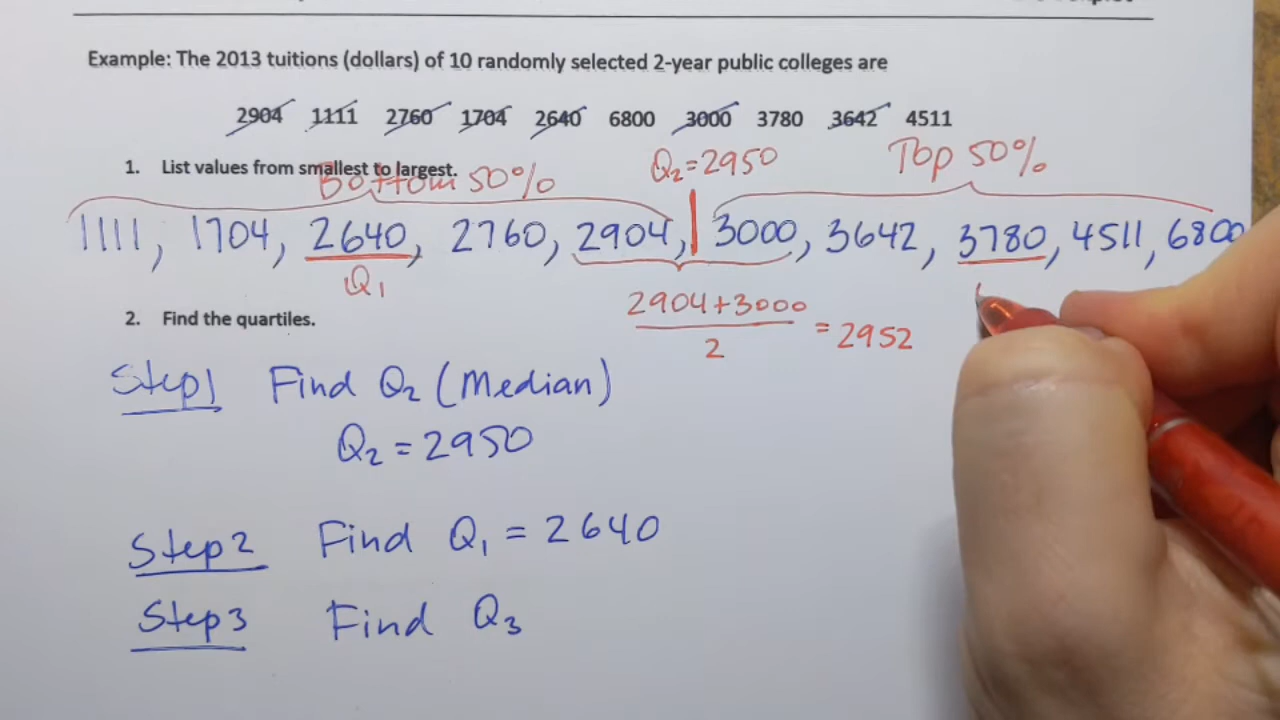 Example: The 2013 tuitions (dollars) of 10 randomly selected 2-year public colleges are
2904 1111 2760 1704 2640 6800 3000 3780 3642 4511
1. List values from smallest to largest.
Bottom 50% Q₂=2950 Top 50%
1111, 1704, 2640, 2760, 2904, 3000, 3642, 3780, 4511, 6800
Q₁
2904+3000
2
= 2952
2. Find the quartiles.
Step1 Find Q₂ (Median)
Q₂ = 2950
Step2 Find Q₁ = 2640
Step3 Find Q₃